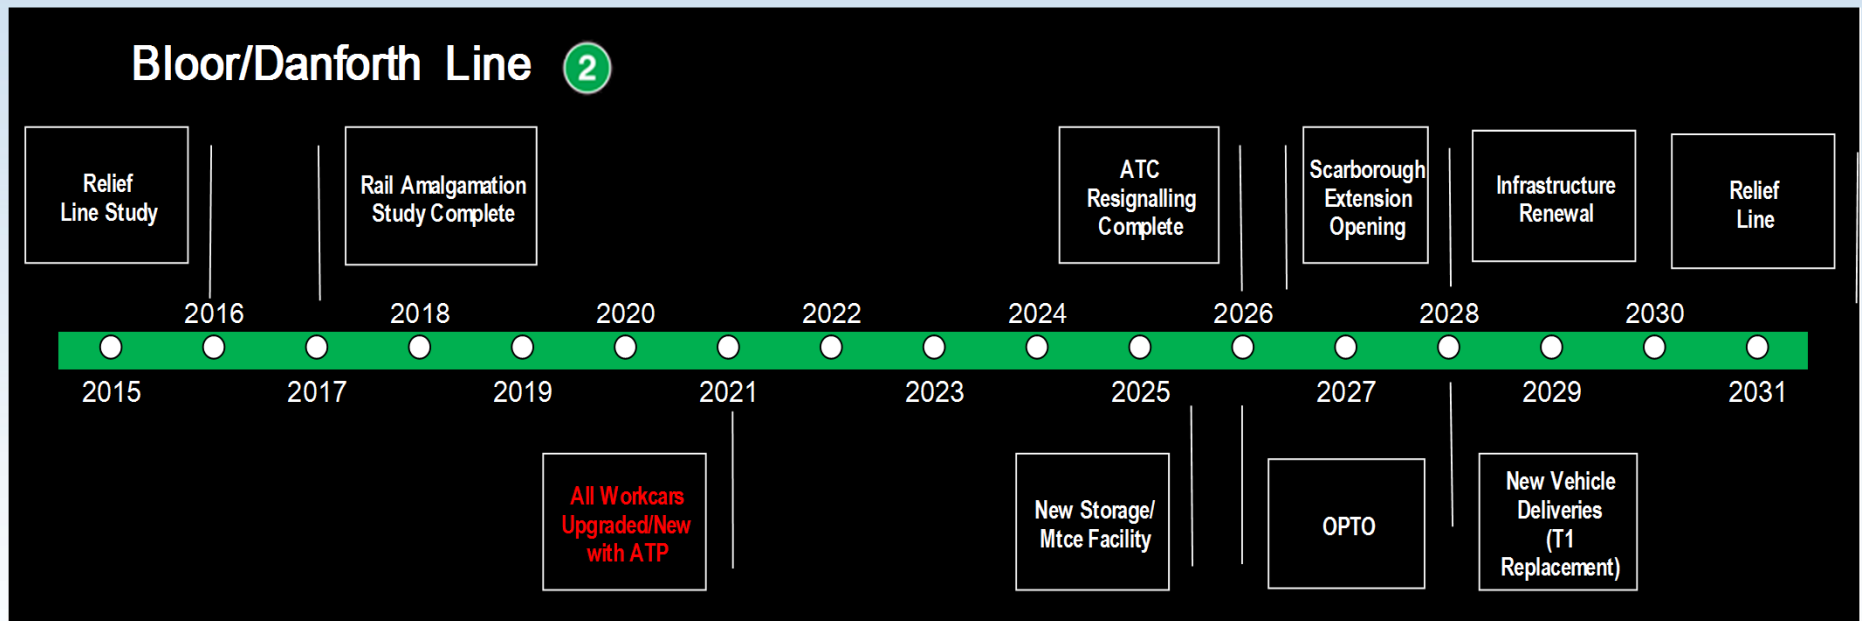 Bloor/Danforth Line 2
Relief
Line Study
Rail Amalgamation
Study Complete
ATC
Resignalling
Complete
Scarborough
Extension
Opening
Infrastructure
Renewal
Relief
Line
2016 2018 2020 2022 2024 2026 2028 2030
2015 2017 2019 2021 2023 2025 2027 2029 2031
All Workcars
Upgraded/New
with ATP
New Storage/
Mtce Facility
OPTO
New Vehicle
Deliveries
(T1
Replacement)